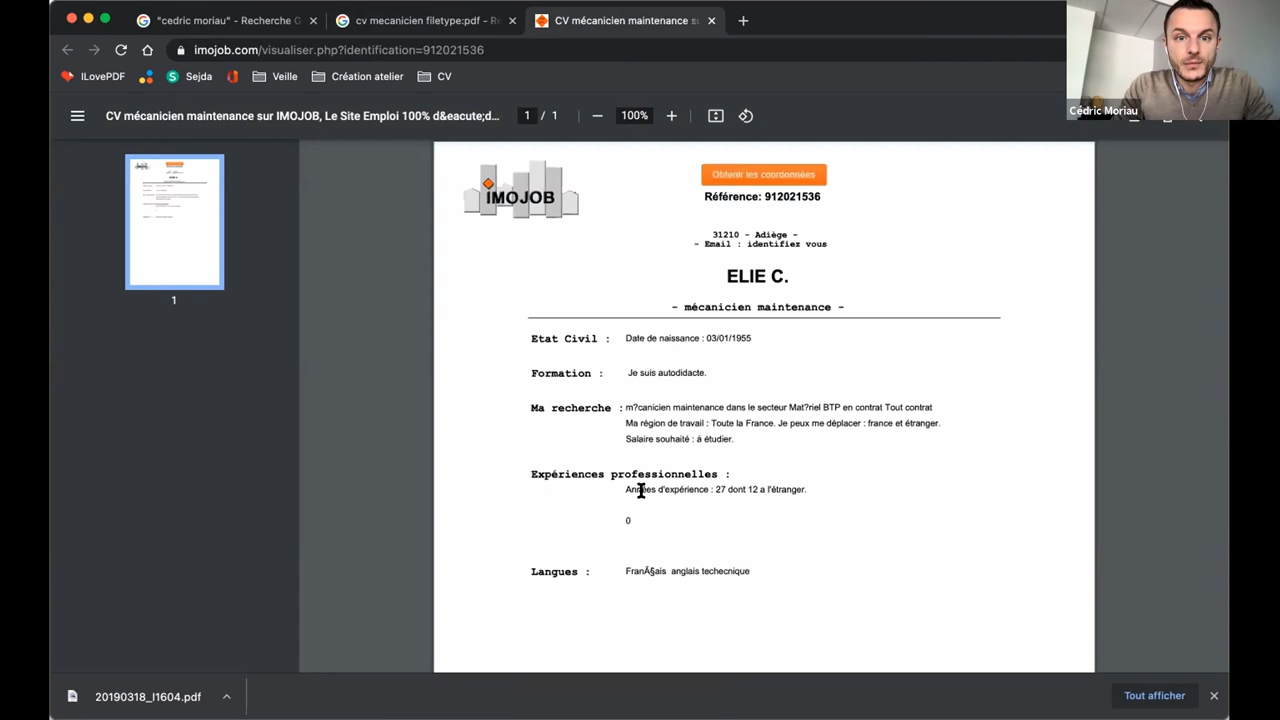 "cedric moriau" - Recherche G
cv mecanicien filetype:pdf - Re
CV mécanicien maintenance su
imojob.com/visualiser.php?identification=912021536
ILovePDF
Sejda
Veille
Création atelier
CV
Cédric Moriau
CV mécanicien maintenance sur IMOJOB, Le Site Emploi 100% d&eacute;d...
1 / 1
100%
IMOJOB
Obtenir les coordonnées
Référence: 912021536
31210 - Adiège -
- Email : identifiez vous
ELIE C.
- mécanicien maintenance -
Etat Civil : Date de naissance : 03/01/1955
Formation : Je suis autodidacte.
Ma recherche : m?canicien maintenance dans le secteur Mat?riel BTP en contrat Tout contrat
Ma région de travail : Toute la France. Je peux me déplacer : france et étranger.
Salaire souhaité : à étudier.
Expériences professionnelles :
Années d'expérience : 27 dont 12 a l'étranger.
0
Langues : FranÃ§ais anglais techecnique
1
20190318_I1604.pdf
Tout afficher